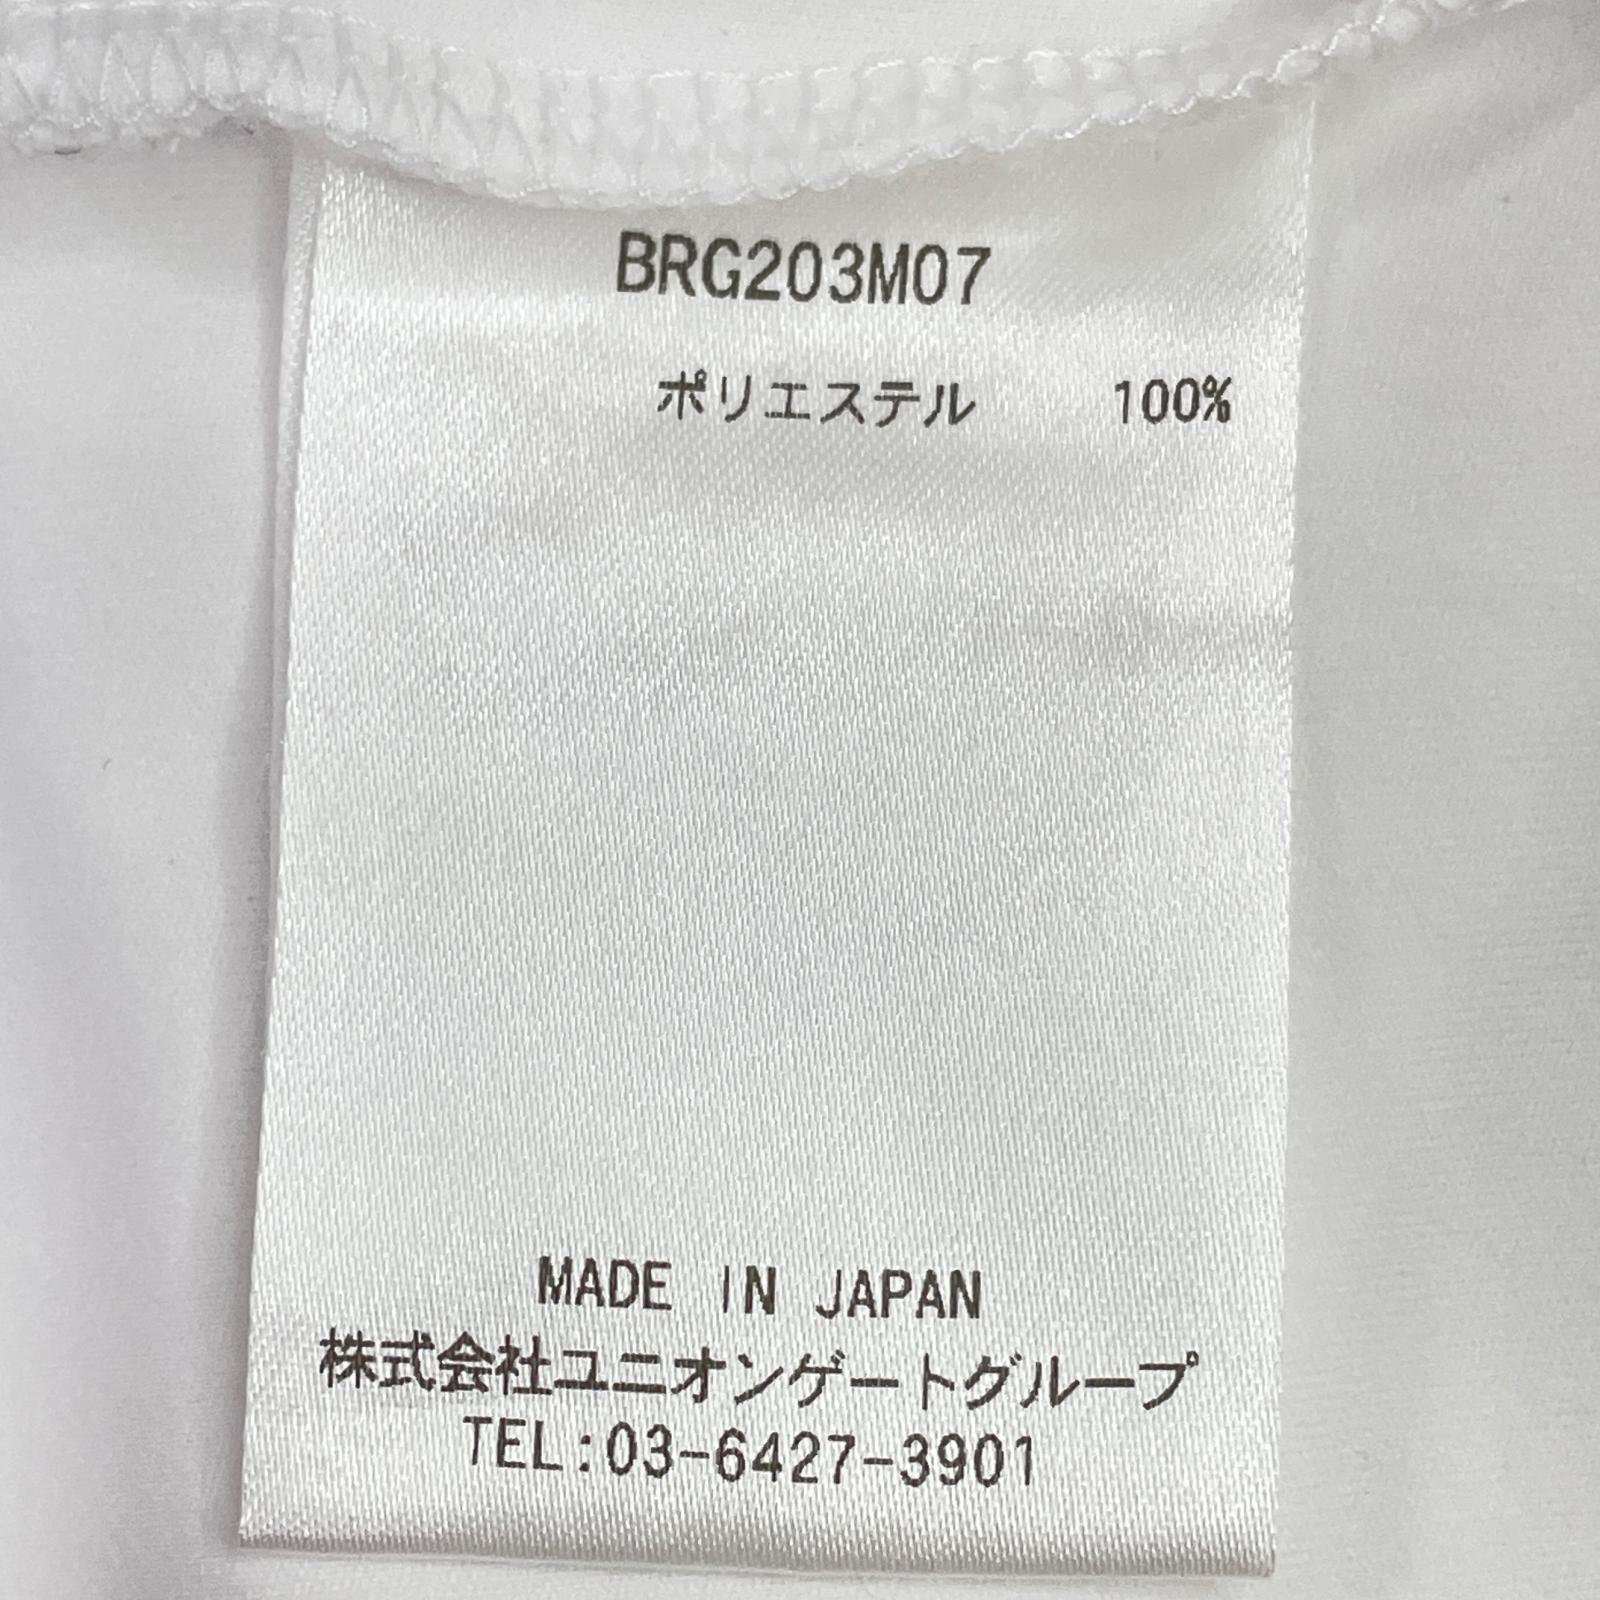 BRG203M07
ポリエステル 100%
MADE IN JAPAN
株式会社ユニオンゲートグループ
TEL:03-6427-3901